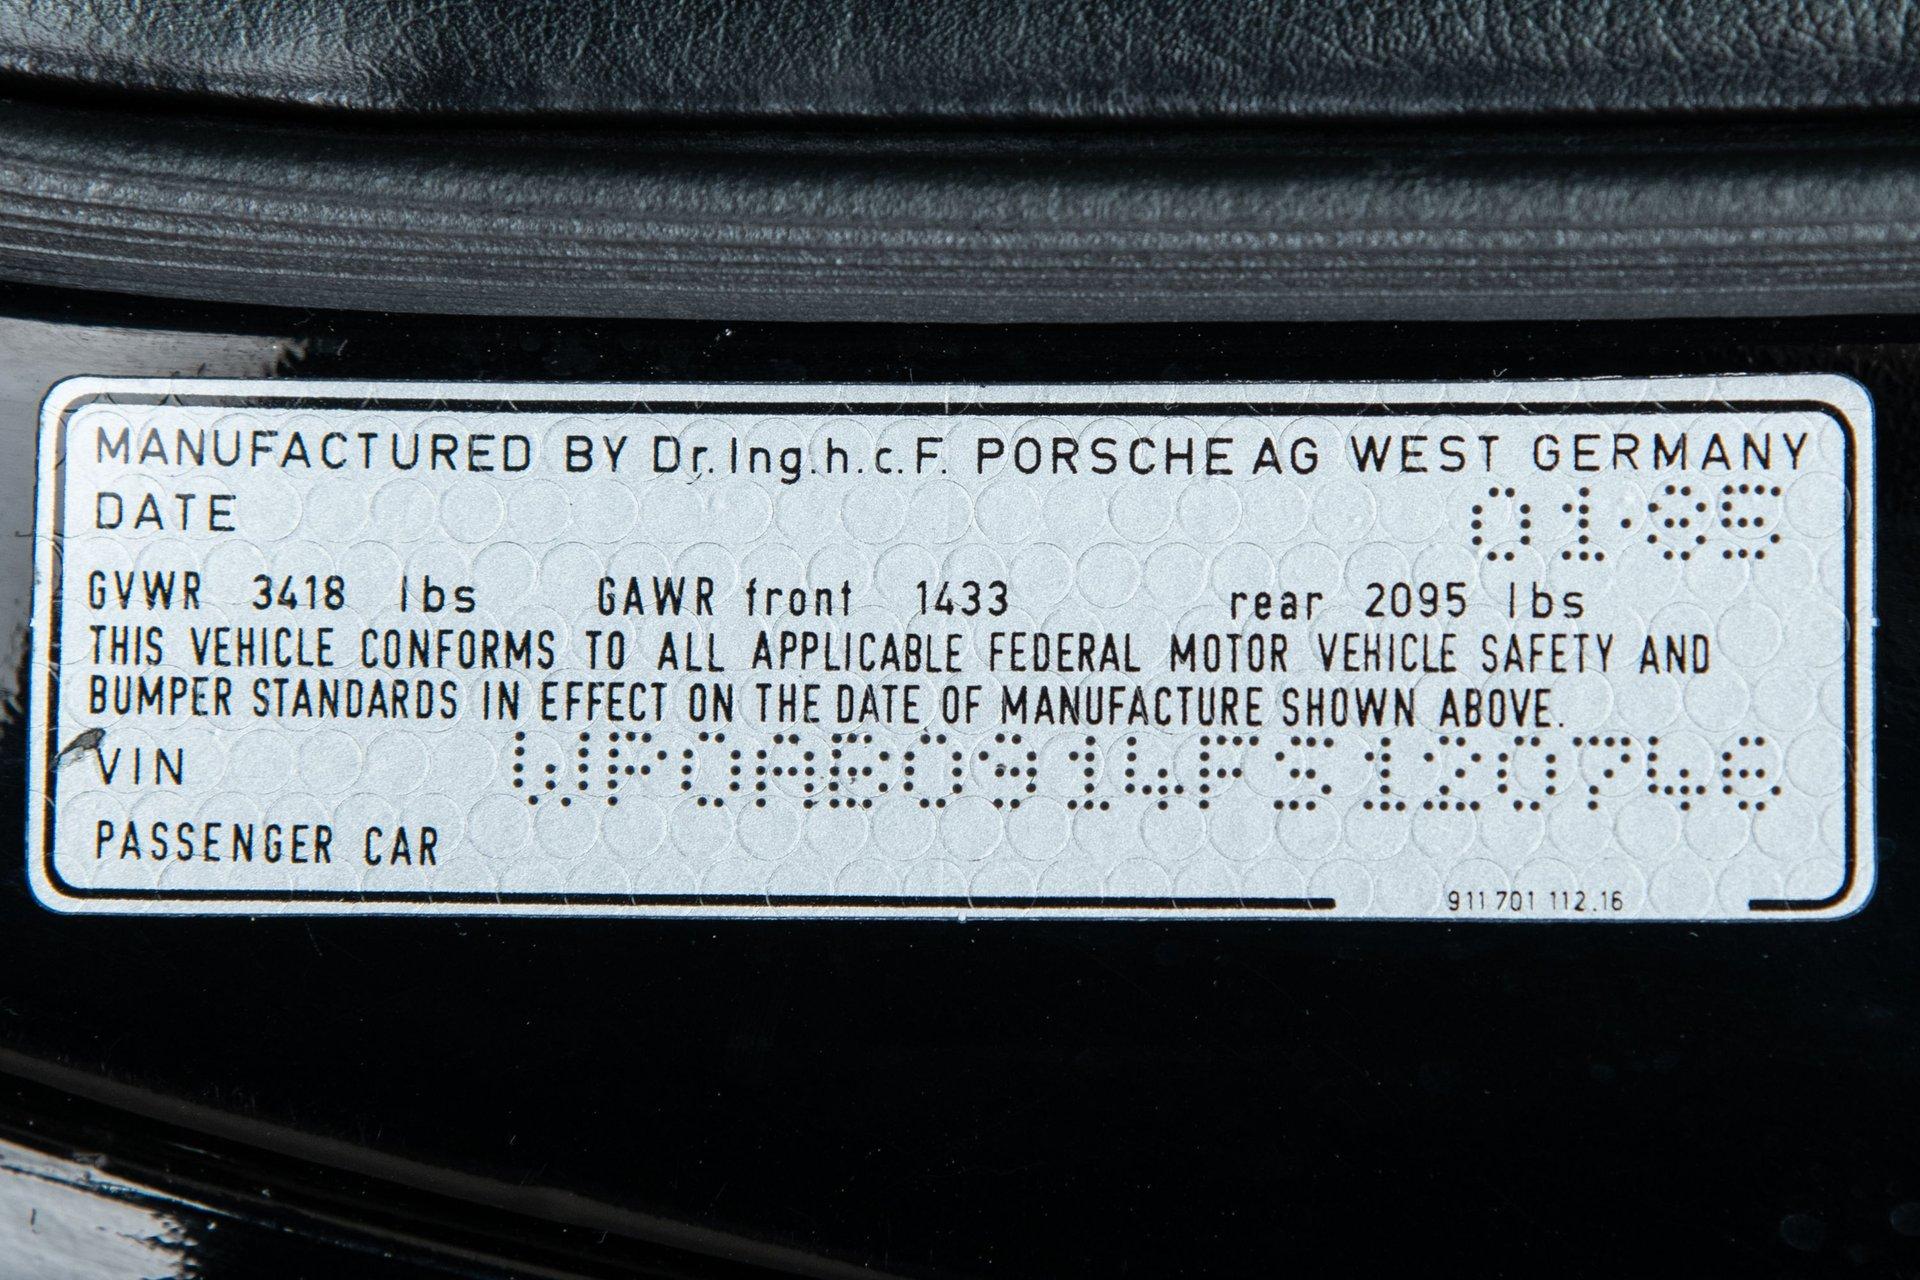 MANUFACTURED BY Dr.Ing.h.c.F. PORSCHE AG WEST GERMANY
DATE 01.85
GVWR 3418 lbs GAWR front 1433 rear 2095 lbs
THIS VEHICLE CONFORMS TO ALL APPLICABLE FEDERAL MOTOR VEHICLE SAFETY AND
BUMPER STANDARDS IN EFFECT ON THE DATE OF MANUFACTURE SHOWN ABOVE.
VIN WP0AB0914FS120746
PASSENGER CAR
911 701 112.16